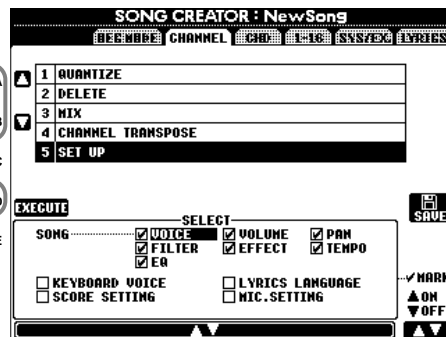 SONG CREATOR : NewSong
REC MODE CHANNEL CHD 1-16 SYS/EX. LYRICS
1 QUANTIZE
2 DELETE
3 MIX
4 CHANNEL TRANSPOSE
5 SET UP
EXECUTE
SAVE
SELECT
SONG VOICE VOLUME PAN
FILTER EFFECT TEMPO
EQ
KEYBOARD VOICE LYRICS LANGUAGE
SCORE SETTING MIC.SETTING
MARK
ON
OFF